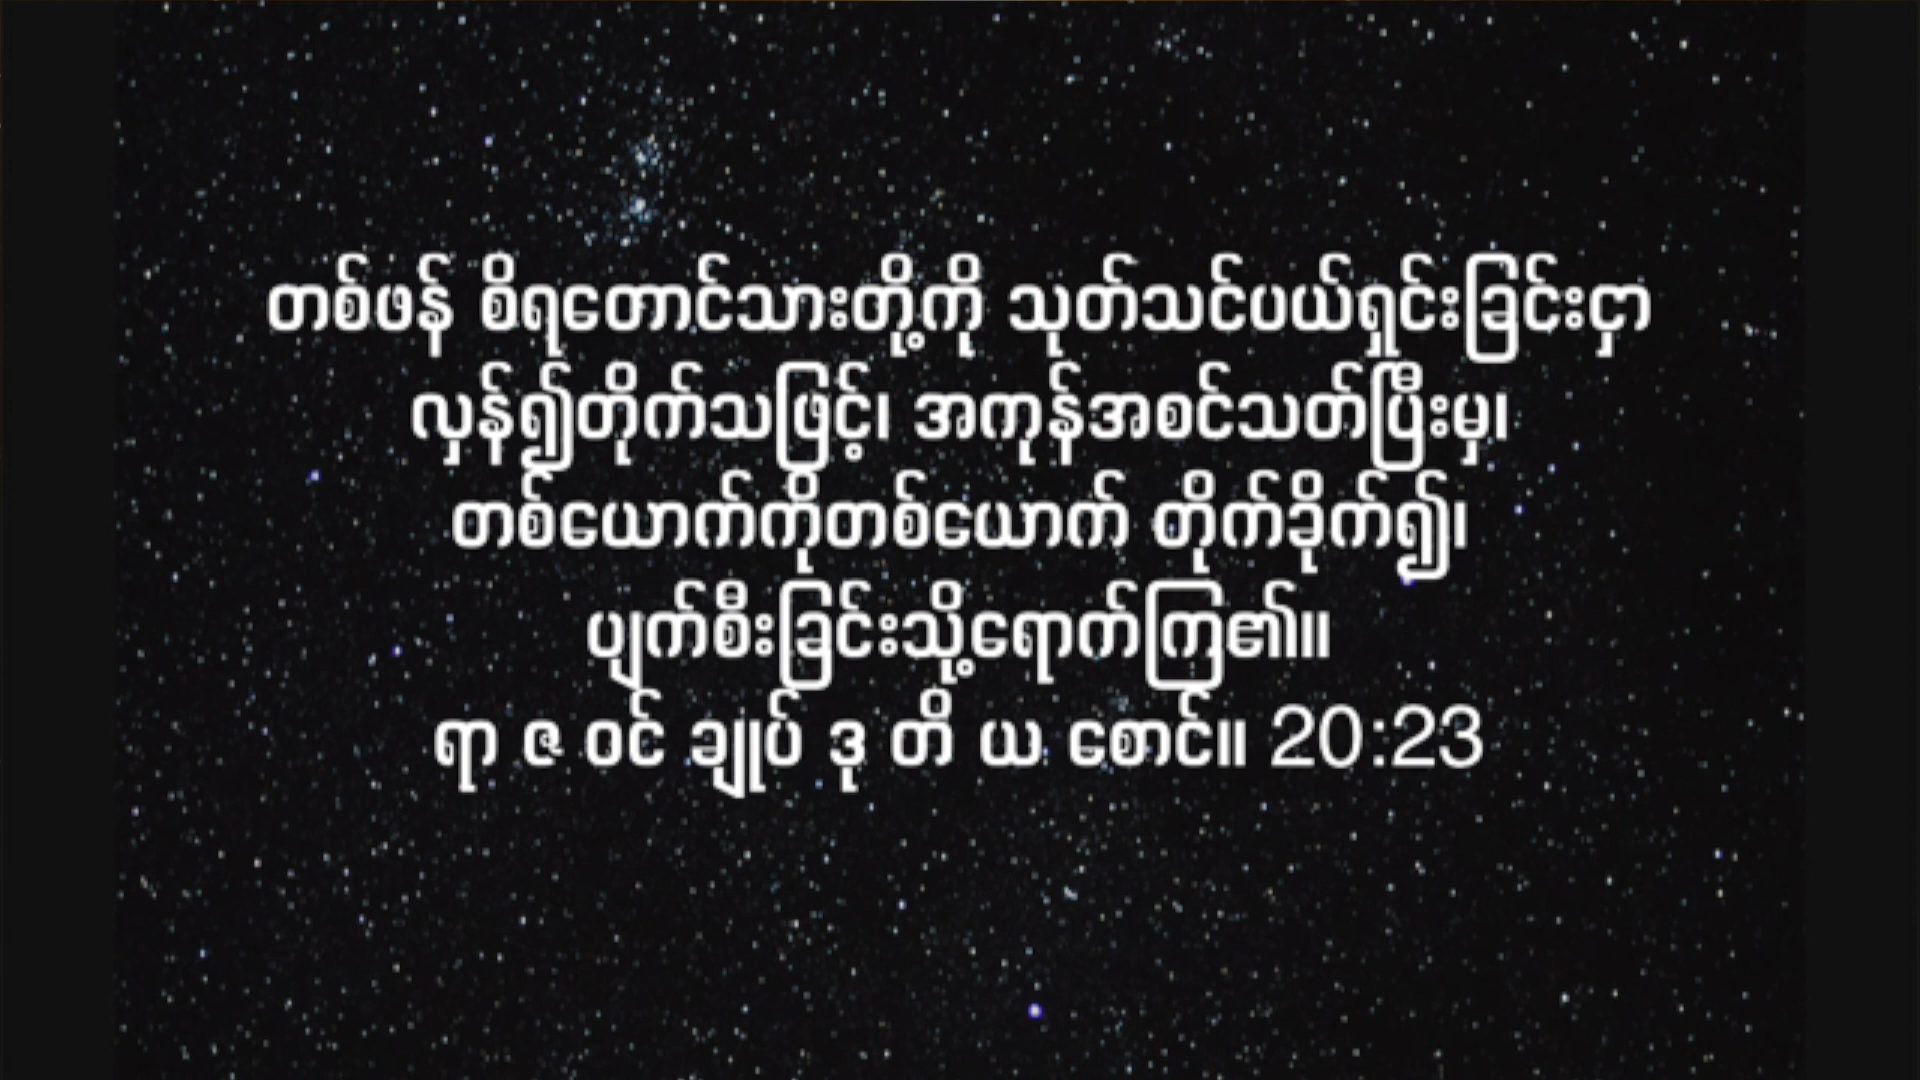 တစ်ဖန် စိရတောင်သားတို့ကို သုတ်သင်ပယ်ရှင်းခြင်းငှာ
လှန်၍တိုက်သဖြင့်၊ အကုန်အစင်သတ်ပြီးမှ၊
တစ်ယောက်ကိုတစ်ယောက် တိုက်ခိုက်၍၊
ပျက်စီးခြင်းသို့ရောက်ကြ၏။
ရာ ဇ ဝင် ချုပ် ဒု တိ ယ စောင်။ 20:23